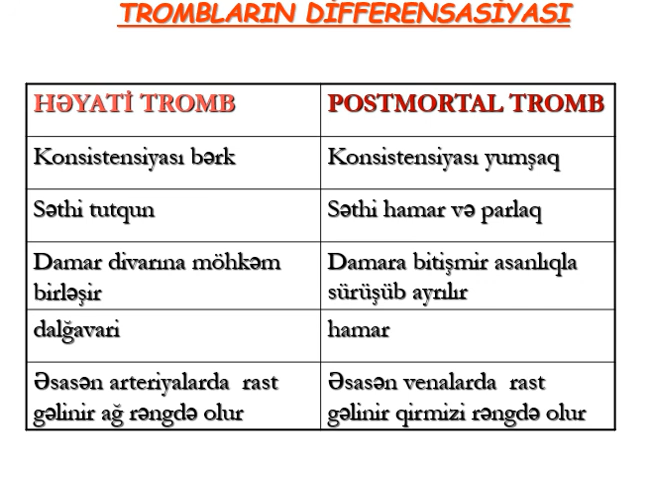 TROMBLARIN DİFFERENSASİYASI
HƏYATİ TROMB
POSTMORTAL TROMB
Konsistensiyası bərk
Konsistensiyası yumşaq
Səthi tutqun
Səthi hamar və parlaq
Damar divarına möhkəm
birləşir
Damara bitişmir asanlıqla
sürüşüb ayrılır
dalğavari
hamar
Əsasən arteriyalarda rast
gəlinir ağ rəngdə olur
Əsasən venalarda rast
gəlinir qirmizi rəngdə olur